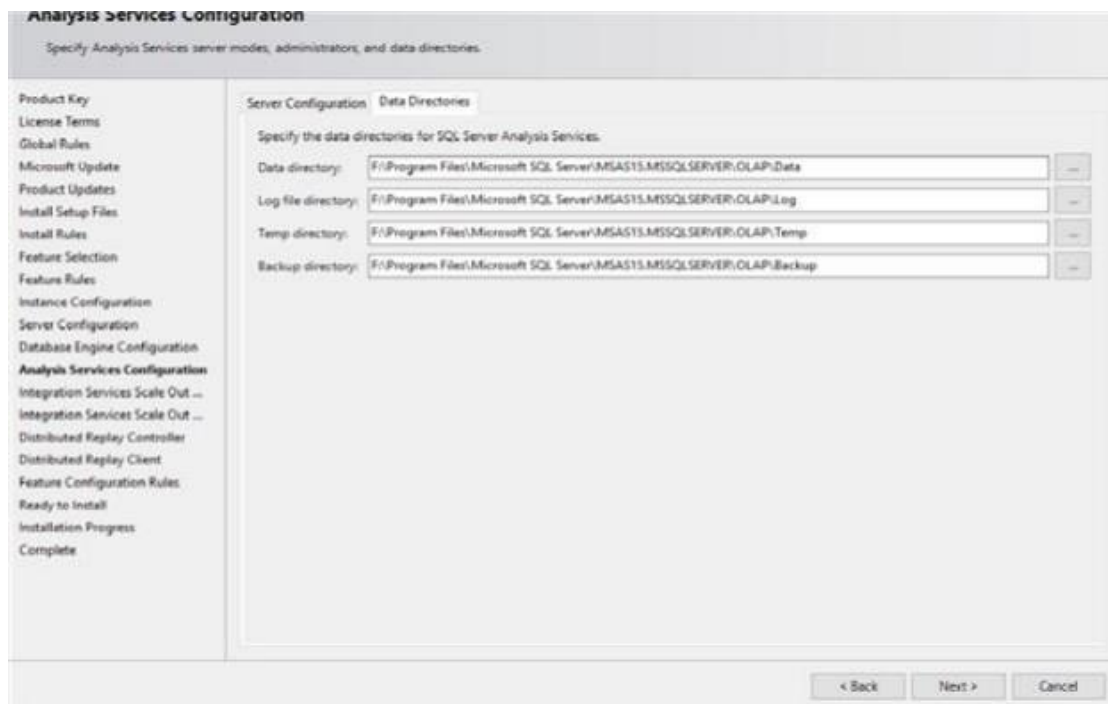 Analysis Services Configuration
Specify Analysis Services server modes, administrators, and data directories.
Product Key
License Terms
Global Rules
Microsoft Update
Product Updates
Install Setup Files
Install Rules
Feature Selection
Feature Rules
Instance Configuration
Server Configuration
Database Engine Configuration
Analysis Services Configuration
Integration Services Scale Out ...
Integration Services Scale Out ...
Distributed Replay Controller
Distributed Replay Client
Feature Configuration Rules
Ready to Install
Installation Progress
Complete
Server Configuration Data Directories
Specify the data directories for SQL Server Analysis Services.
Data directory: F:\Program Files\Microsoft SQL Server\MSAS15.MSSQLSERVER\OLAP\Data ...
Log file directory: F:\Program Files\Microsoft SQL Server\MSAS15.MSSQLSERVER\OLAP\Log ...
Temp directory: F:\Program Files\Microsoft SQL Server\MSAS15.MSSQLSERVER\OLAP\Temp ...
Backup directory: F:\Program Files\Microsoft SQL Server\MSAS15.MSSQLSERVER\OLAP\Backup ...
< Back Next > Cancel